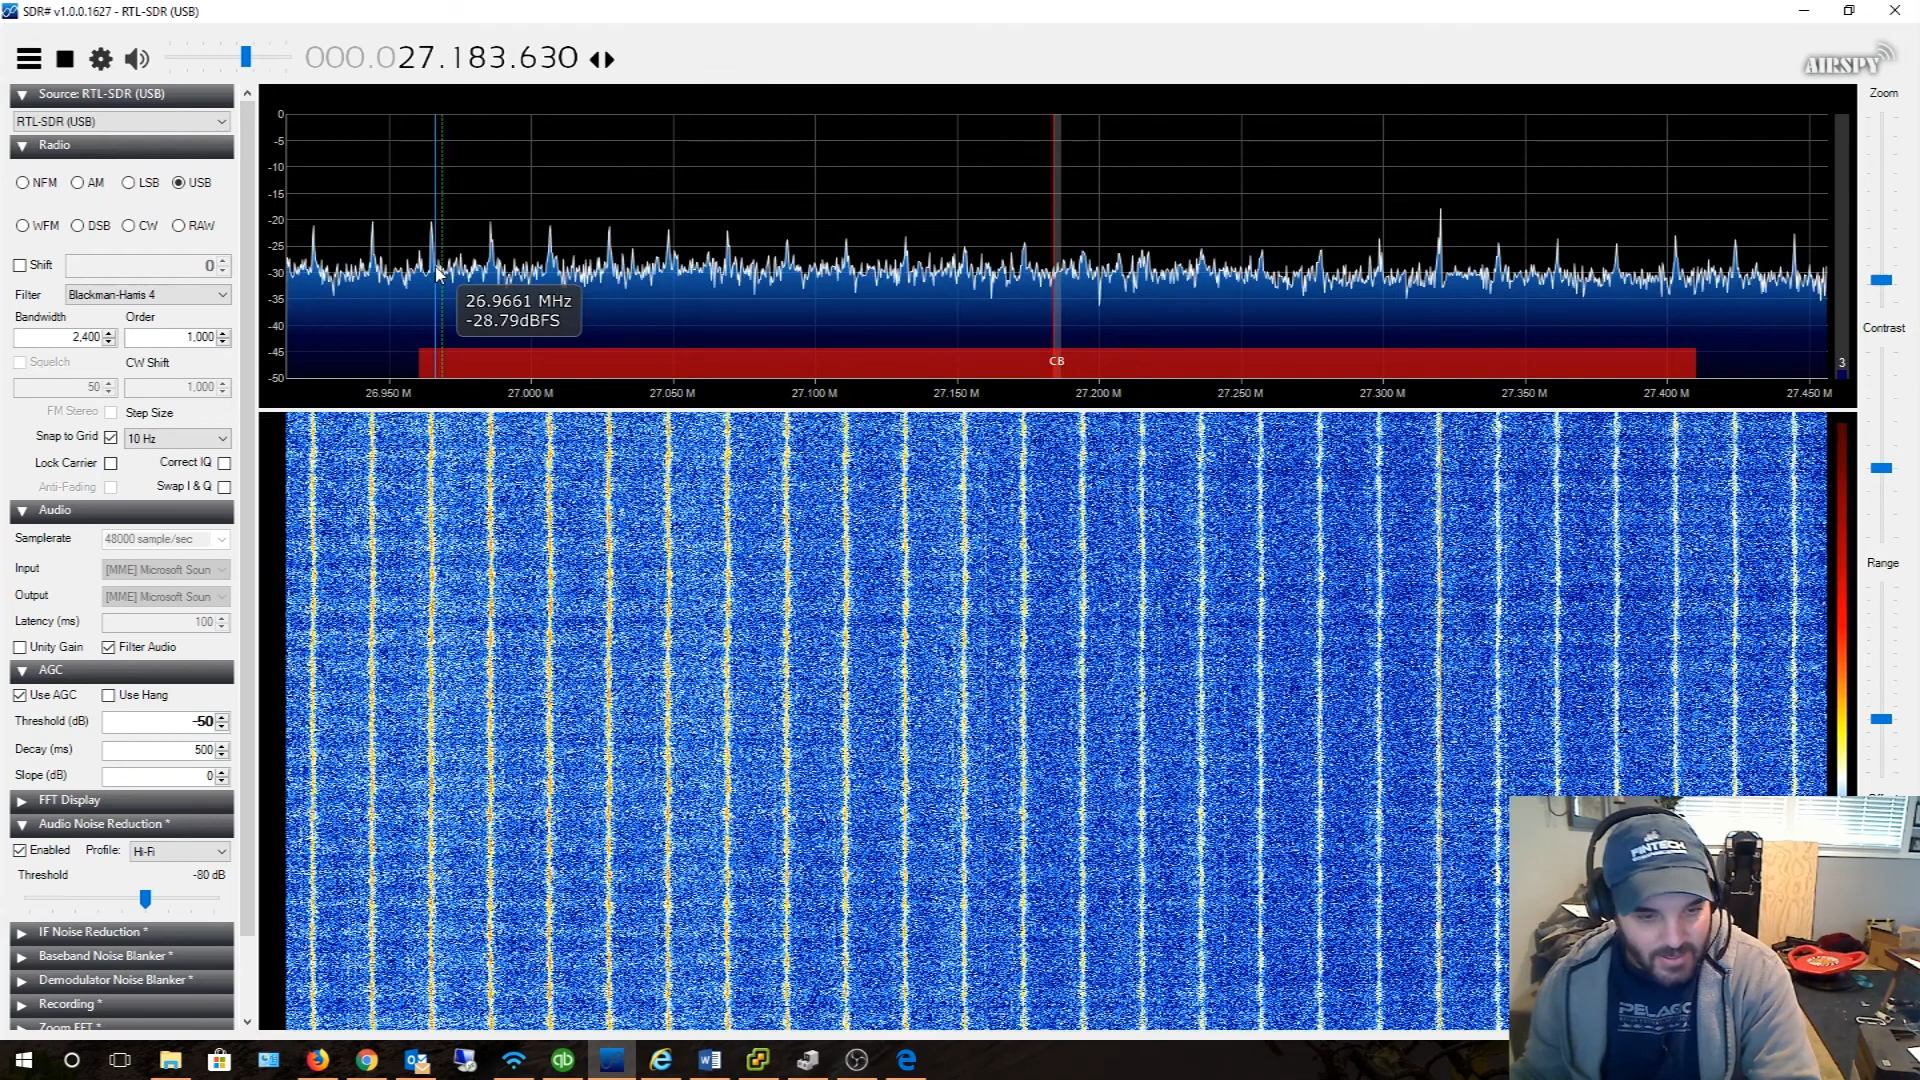 SDR# v1.0.0.1627 - RTL-SDR (USB)
000.027.183.630
AIRSPY
Source: RTL-SDR (USB)
RTL-SDR (USB)
Radio
NFM AM LSB USB
WFM DSB CW RAW
Shift 0
Filter Blackman-Harris 4
Bandwidth Order
2,400 1,000
Squelch CW Shift
50 1,000
FM Stereo Step Size
Snap to Grid 10 Hz
Lock Carrier Correct IQ
Anti-Fading Swap I & Q
Audio
Samplerate 48000 sample/sec
Input [MME] Microsoft Soun
Output [MME] Microsoft Soun
Latency (ms) 100
Unity Gain Filter Audio
AGC
Use AGC Use Hang
Threshold (dB) -50
Decay (ms) 500
Slope (dB) 0
FFT Display
Audio Noise Reduction *
Enabled Profile: Hi-Fi
Threshold -80 dB
IF Noise Reduction *
Baseband Noise Blanker *
Demodulator Noise Blanker *
Recording *
Zoom FFT *
0
-5
-10
-15
-20
-25
-30
-35
-40
-45
-50
26.9661 MHz
-28.79dBFS
CB
3
26.950 M 27.000 M 27.050 M 27.100 M 27.150 M 27.200 M 27.250 M 27.300 M 27.350 M 27.400 M 27.450 M
Zoom
Contrast
Range
FINTECH